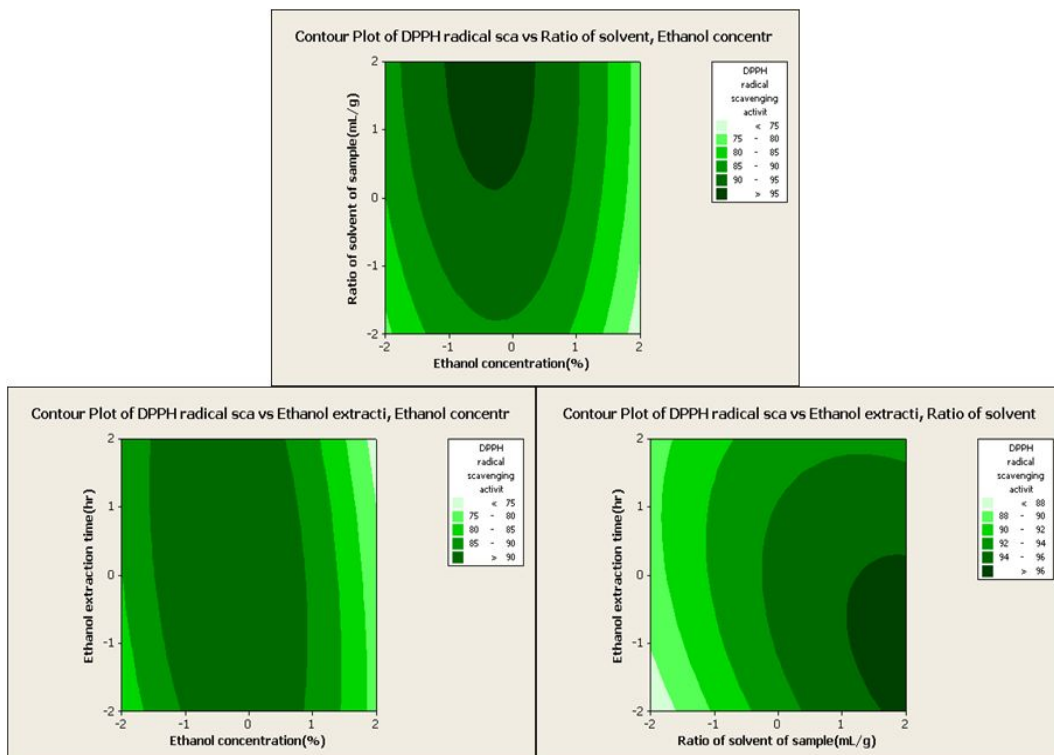 Contour Plot of DPPH radical sca vs Ratio of solvent, Ethanol concentr
DPPH
radical
scavenging
activit
< 75
75 - 80
80 - 85
85 - 90
90 - 95
> 95
Ratio of solvent of sample(mL/g)
2
1
0
-1
-2
-2 -1 0 1 2
Ethanol concentration(%)
Contour Plot of DPPH radical sca vs Ethanol extracti, Ethanol concentr
DPPH
radical
scavenging
activit
< 75
75 - 80
80 - 85
85 - 90
> 90
Ethanol extraction time(hr)
2
1
0
-1
-2
-2 -1 0 1 2
Ethanol concentration(%)
Contour Plot of DPPH radical sca vs Ethanol extracti, Ratio of solvent
DPPH
radical
scavenging
activit
< 88
88 - 90
90 - 92
92 - 94
94 - 96
> 96
Ethanol extraction time(hr)
2
1
0
-1
-2
-2 -1 0 1 2
Ratio of solvent of sample(mL/g)